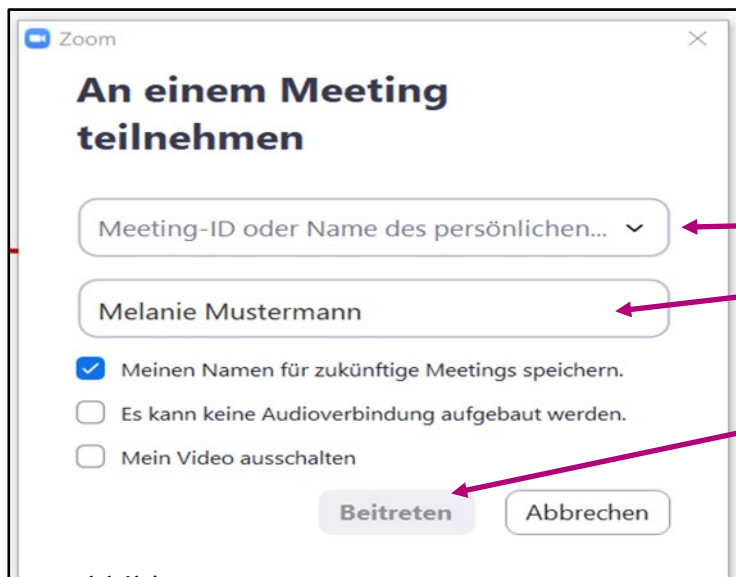 Zoom
An einem Meeting
teilnehmen
Meeting-ID oder Name des persönlichen...
Melanie Mustermann
Meinen Namen für zukünftige Meetings speichern.
Es kann keine Audioverbindung aufgebaut werden.
Mein Video ausschalten
Beitreten Abbrechen